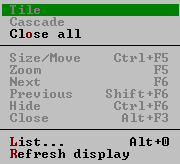 Tile
Cascade
Close all
Size/Move Ctrl+F5
Zoom F5
Next F6
Previous Shift+F6
Hide Ctrl+F6
Close Alt+F3
List... Alt+0
Refresh display